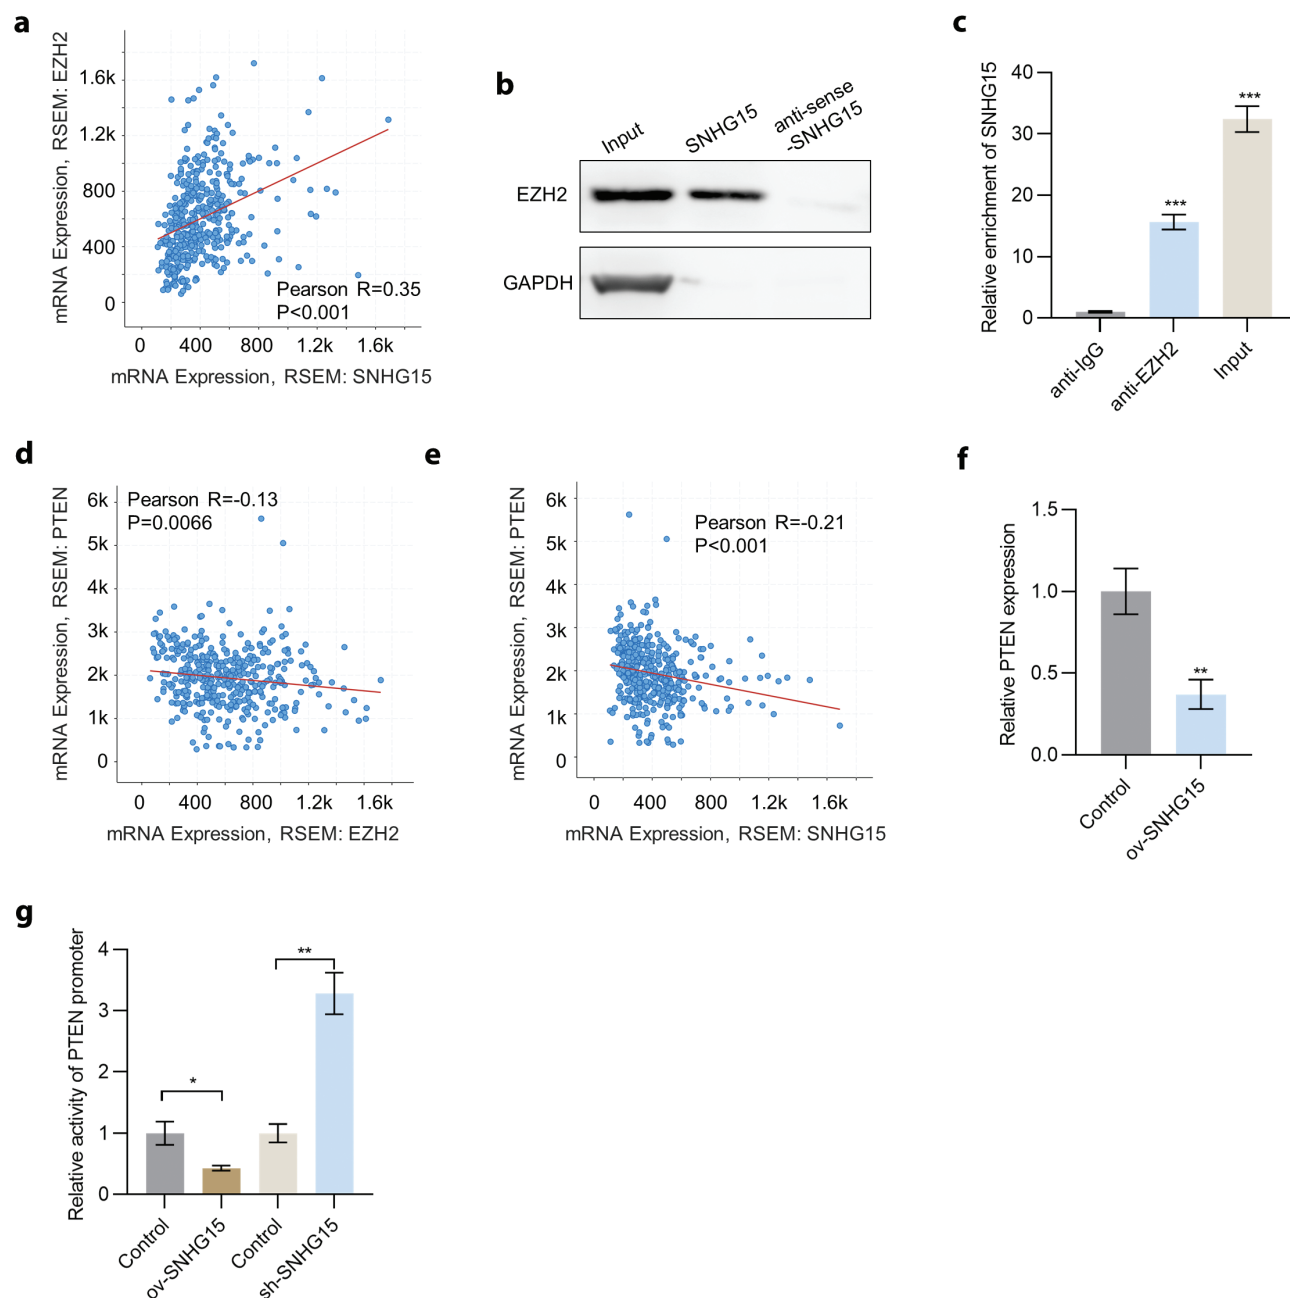 a
mRNA Expression, RSEM: EZH2
1.6k
1.2k
800
400
0
Pearson R=0.35
P<0.001
0 400 800 1.2k 1.6k
mRNA Expression, RSEM: SNHG15
b
Input
SNHG15
anti-sense
-SNHG15
EZH2
GAPDH
c
Relative enrichment of SNHG15
40
30
20
10
0
***
***
anti-IgG
anti-EZH2
Input
d
mRNA Expression, RSEM: PTEN
6k
5k
4k
3k
2k
1k
0
Pearson R=-0.13
P=0.0066
0 400 800 1.2k 1.6k
mRNA Expression, RSEM: EZH2
e
mRNA Expression, RSEM: PTEN
6k
5k
4k
3k
2k
1k
0
Pearson R=-0.21
P<0.001
0 400 800 1.2k 1.6k
mRNA Expression, RSEM: SNHG15
f
Relative PTEN expression
1.5
1.0
0.5
0.0
**
Control
ov-SNHG15
g
Relative activity of PTEN promoter
4
3
2
1
0
*
**
Control
ov-SNHG15
Control
sh-SNHG15